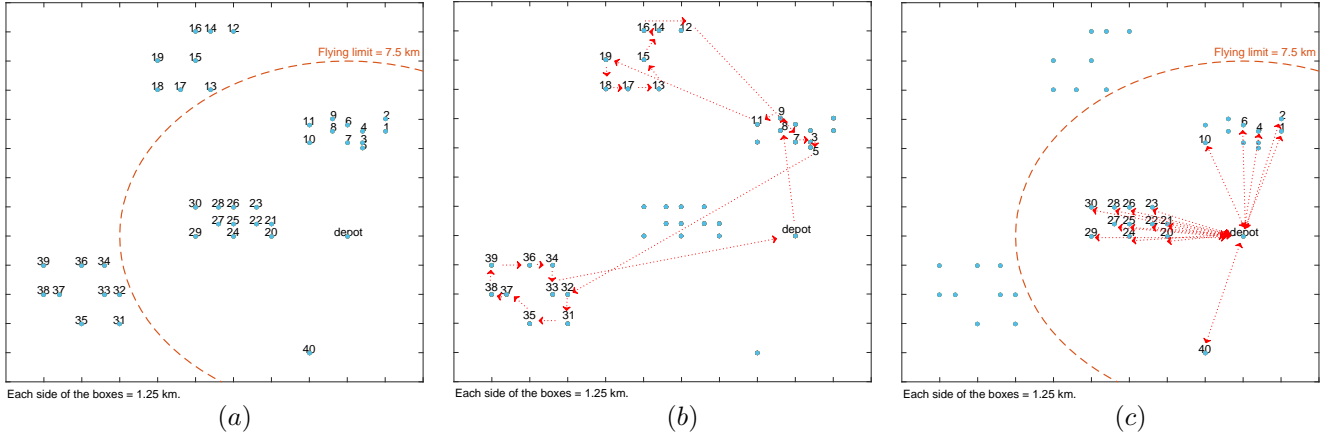 16 14 12
Flying limit = 7.5 km
19 15
18 17 13
9 2
11 8 6 4 1
10 7 3
5
30 28 26 23
27 25 22 21
29 24 20 depot
39 36 34
38 37 33 32
35 31
40
Each side of the boxes = 1.25 km.
(a)
16 14 12
19 15
18 17 13
9
11 8
7 3
5
depot
39 36 34
38 37 33 32
35 31
Each side of the boxes = 1.25 km.
(b)
Flying limit = 7.5 km
2
6 4 1
10
30 28 26 23
27 25 22 21
29 24 20 depot
40
Each side of the boxes = 1.25 km.
(c)